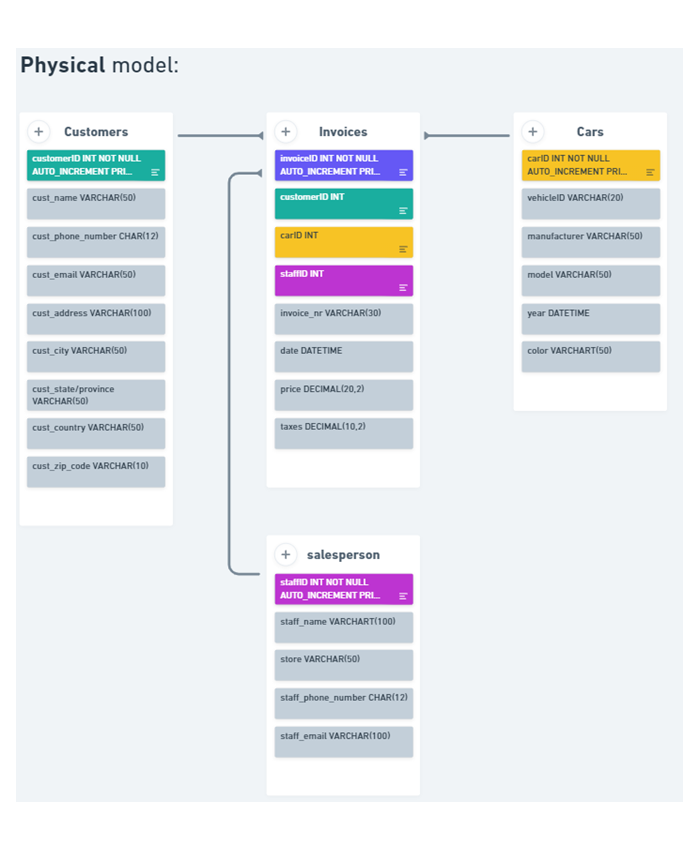 Physical model:
Customers
customerID INT NOT NULL
AUTO_INCREMENT PRI...
cust_name VARCHAR(50)
cust_phone_number CHAR(12)
cust_email VARCHAR(50)
cust_address VARCHAR(100)
cust_city VARCHAR(50)
cust_state/province
VARCHAR(50)
cust_country VARCHAR(50)
cust_zip_code VARCHAR(10)
Invoices
invoiceID INT NOT NULL
AUTO_INCREMENT PRI...
customerID INT
carID INT
staffID INT
invoice_nr VARCHAR(30)
date DATETIME
price DECIMAL(20,2)
taxes DECIMAL(10,2)
Cars
carID INT NOT NULL
AUTO_INCREMENT PRI...
vehicleID VARCHAR(20)
manufacturer VARCHAR(50)
model VARCHAR(50)
year DATETIME
color VARCHART(50)
salesperson
staffID INT NOT NULL
AUTO_INCREMENT PRI...
staff_name VARCHART(100)
store VARCHAR(50)
staff_phone_number CHAR(12)
staff_email VARCHAR(100)